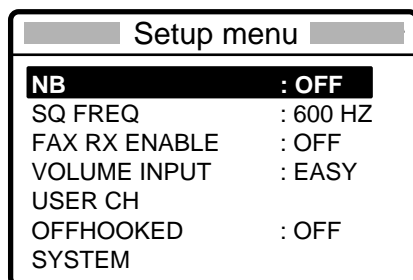 Setup menu
NB : OFF
SQ FREQ : 600 HZ
FAX RX ENABLE : OFF
VOLUME INPUT : EASY
USER CH
OFFHOOKED : OFF
SYSTEM